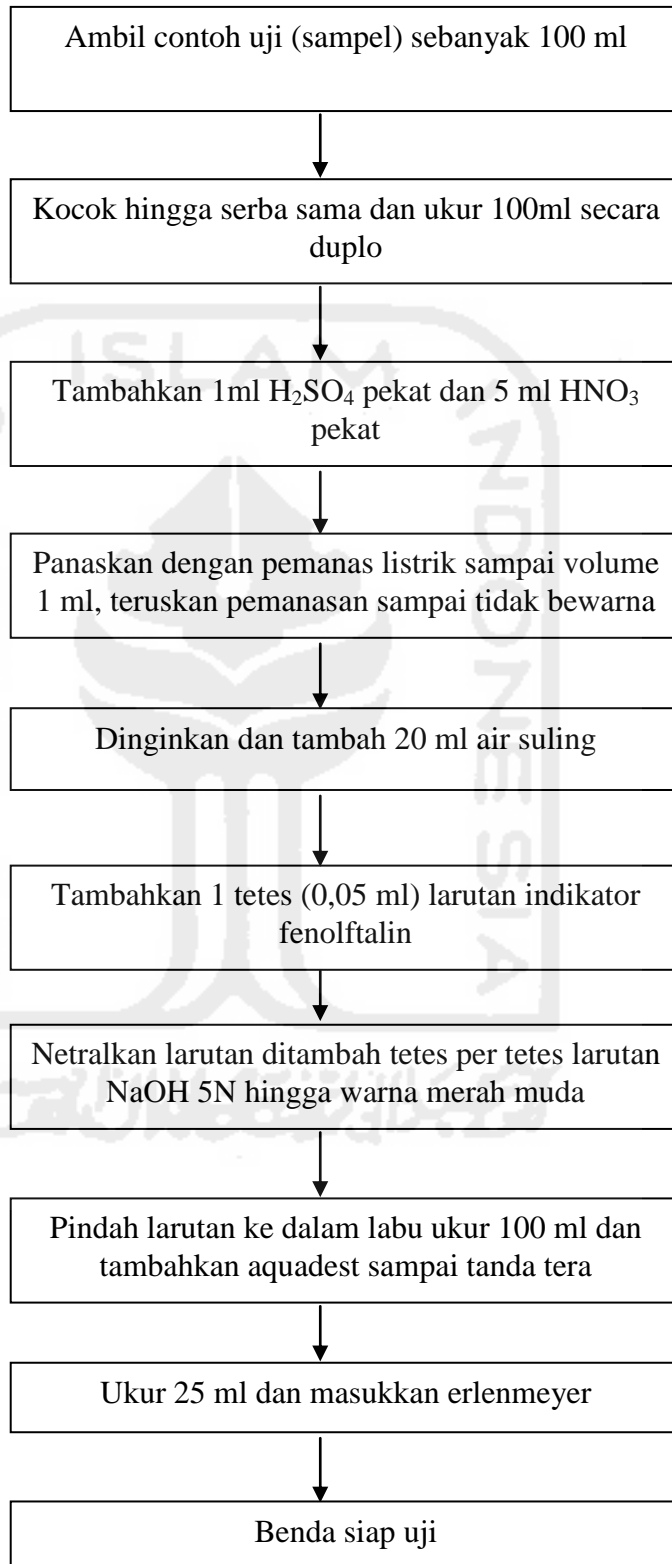 Ambil contoh uji (sampel) sebanyak 100 ml
Kocok hingga serba sama dan ukur 100ml secara
duplo
ISLAM
INDONESIA
Tambahkan 1ml H₂SO₄ pekat dan 5 ml HNO₃
pekat
Panaskan dengan pemanas listrik sampai volume
1 ml, teruskan pemanasan sampai tidak bewarna
Dinginkan dan tambah 20 ml air suling
Tambahkan 1 tetes (0,05 ml) larutan indikator
fenolftalin
Netralkan larutan ditambah tetes per tetes larutan
NaOH 5N hingga warna merah muda
Pindah larutan ke dalam labu ukur 100 ml dan
tambahkan aquadest sampai tanda tera
Ukur 25 ml dan masukkan erlenmeyer
Benda siap uji